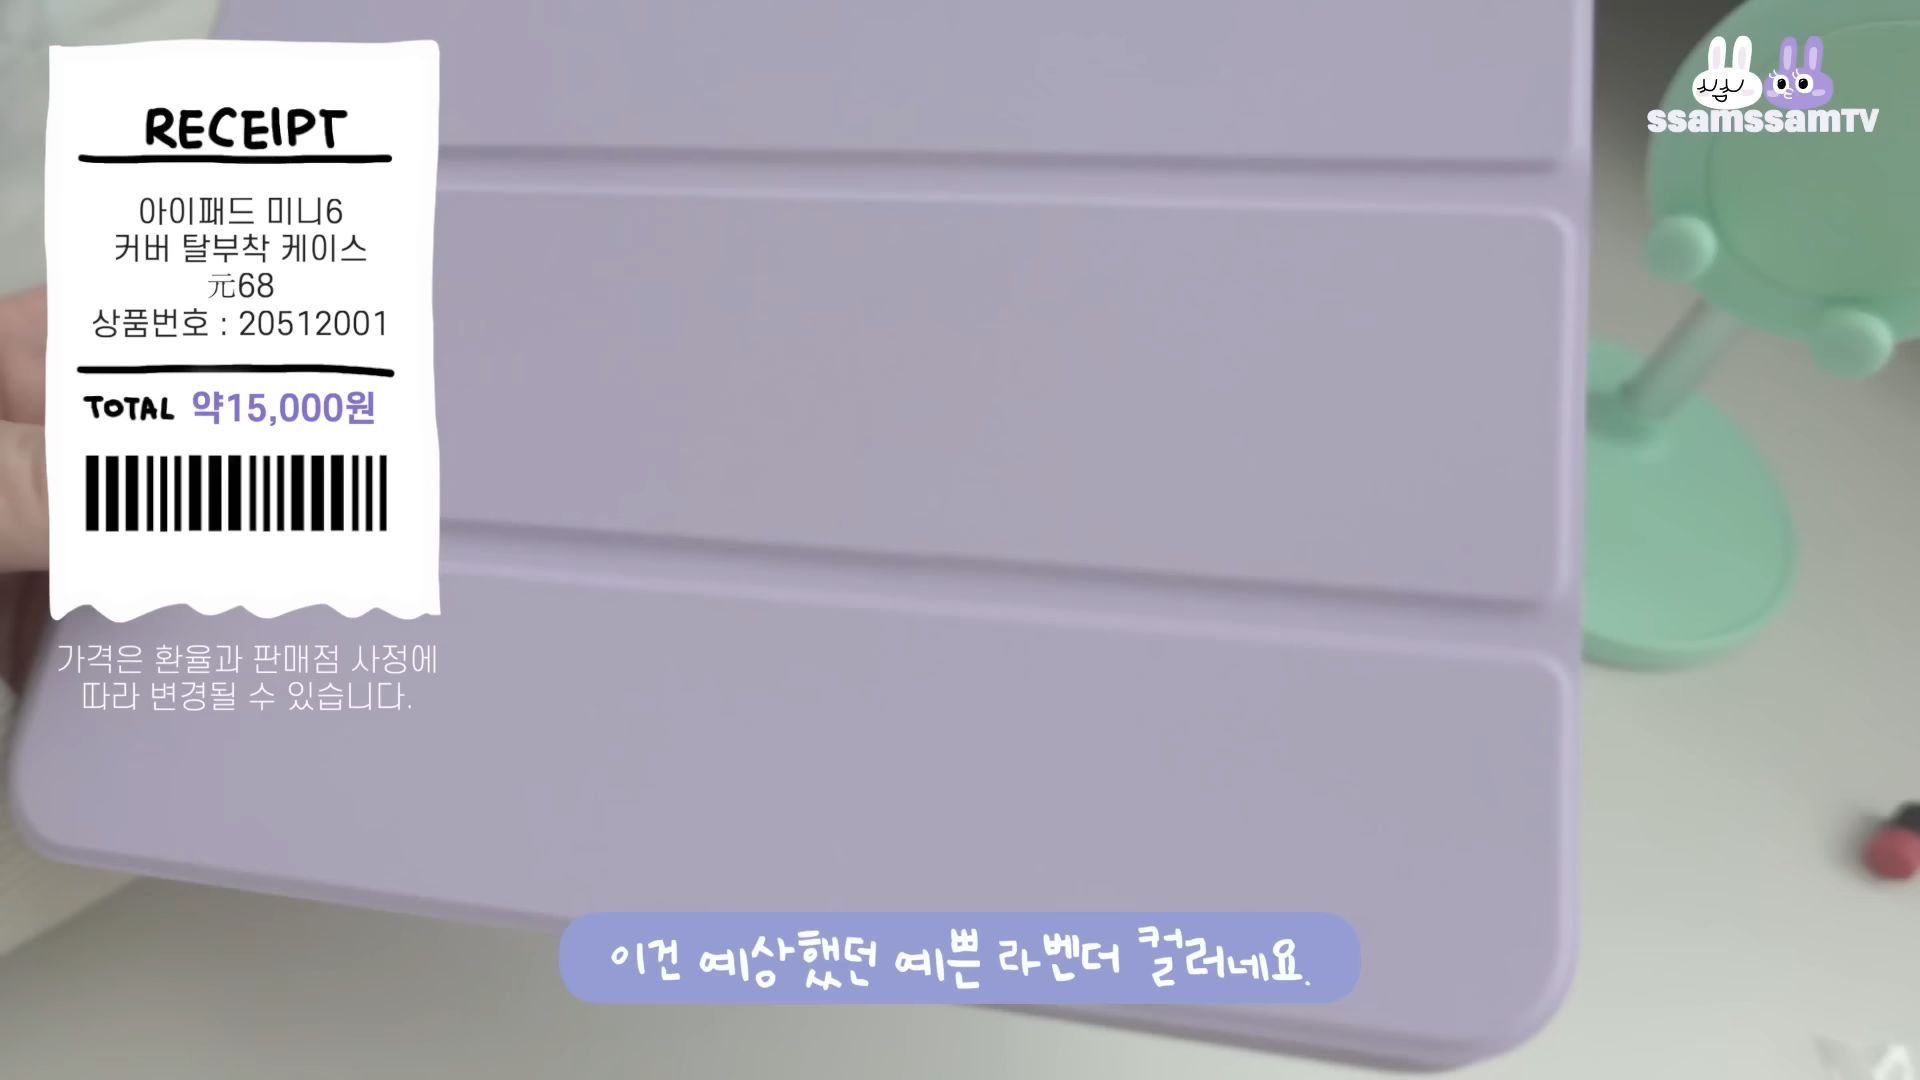 RECEIPT
아이패드 미니6
커버 탈부착 케이스
元68
상품번호 : 20512001
TOTAL 약15,000원
가격은 환율과 판매점 사정에
따라 변경될 수 있습니다.
ssamssamTV
이건 예상했던 예쁜 라벤더 컬러네요.